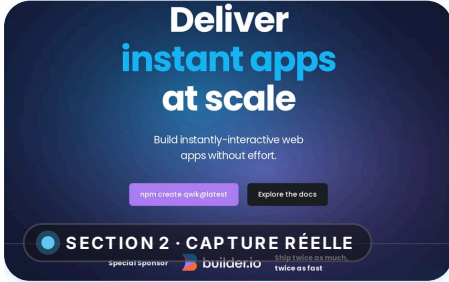 Deliver
instant apps
at scale
Build instantly-interactive web
apps without effort.
npm create qwik@latest
Explore the docs
SECTION 2 · CAPTURE RÉELLE
Special Sponsor
builder.io
Ship twice as much,
twice as fast